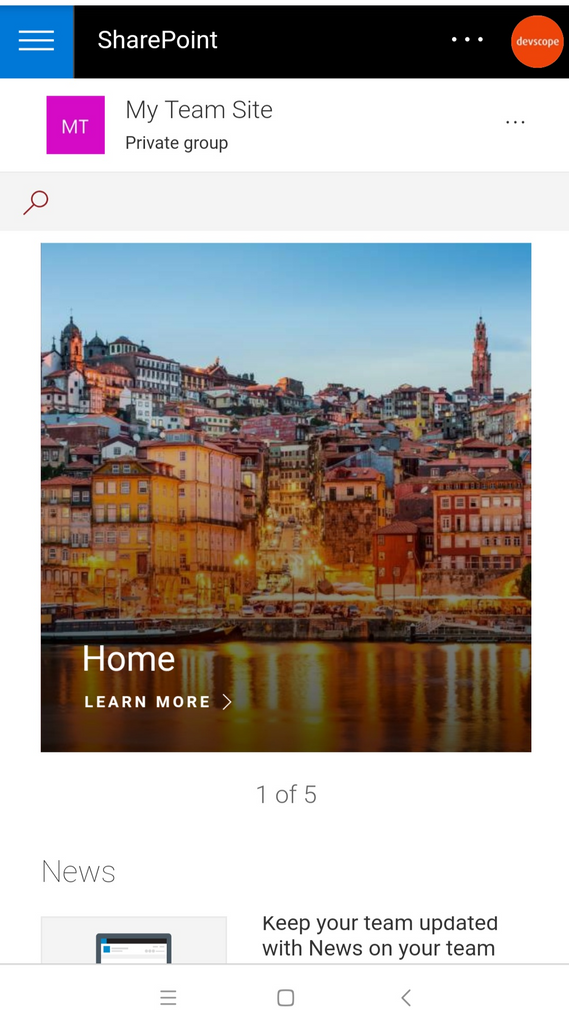 SharePoint
devscope
MT
My Team Site
Private group
Home
LEARN MORE
1 of 5
News
Keep your team updated
with News on your team